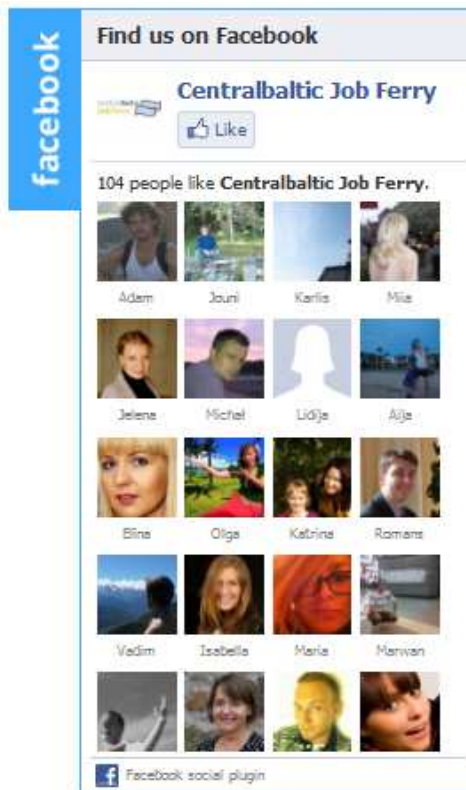 facebook
Find us on Facebook
Centralbaltic Job Ferry
Like
104 people like Centralbaltic Job Ferry.
Adam Jouni Karlis Miia
Jelena Michał Lidija Aija
Elina Olga Katrina Romans
Vadim Isabella Maria Marwan
f Facebook social plugin